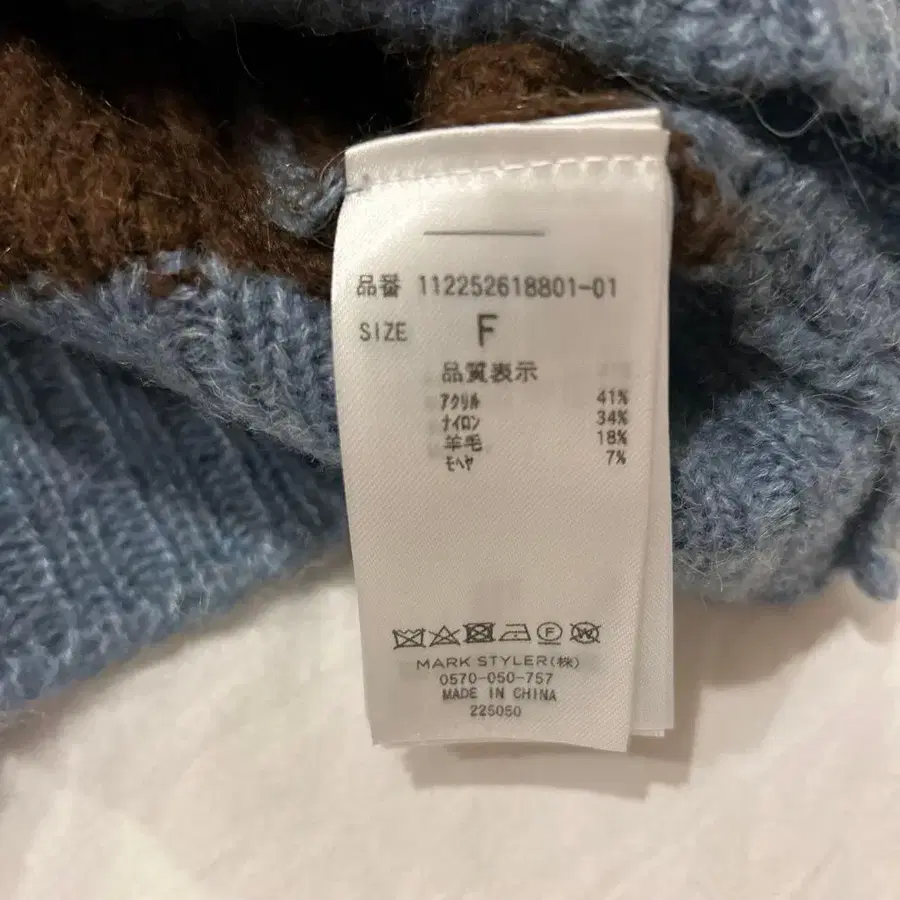 品番 112252618801-01
SIZE F
品質表示
アクリル 41%
ナイロン 34%
羊毛 18%
モヘヤ 7%
MARK STYLER(株)
0570-050-757
MADE IN CHINA
225050